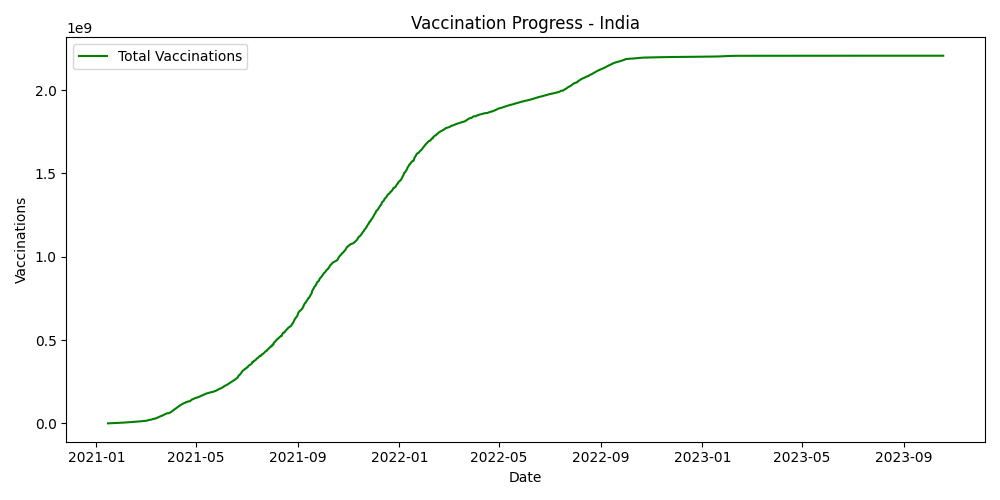 Vaccination Progress - India
1e9
Total Vaccinations
2.0
1.5
1.0
0.5
0.0
Vaccinations
2021-01 2021-05 2021-09 2022-01 2022-05 2022-09 2023-01 2023-05 2023-09
Date